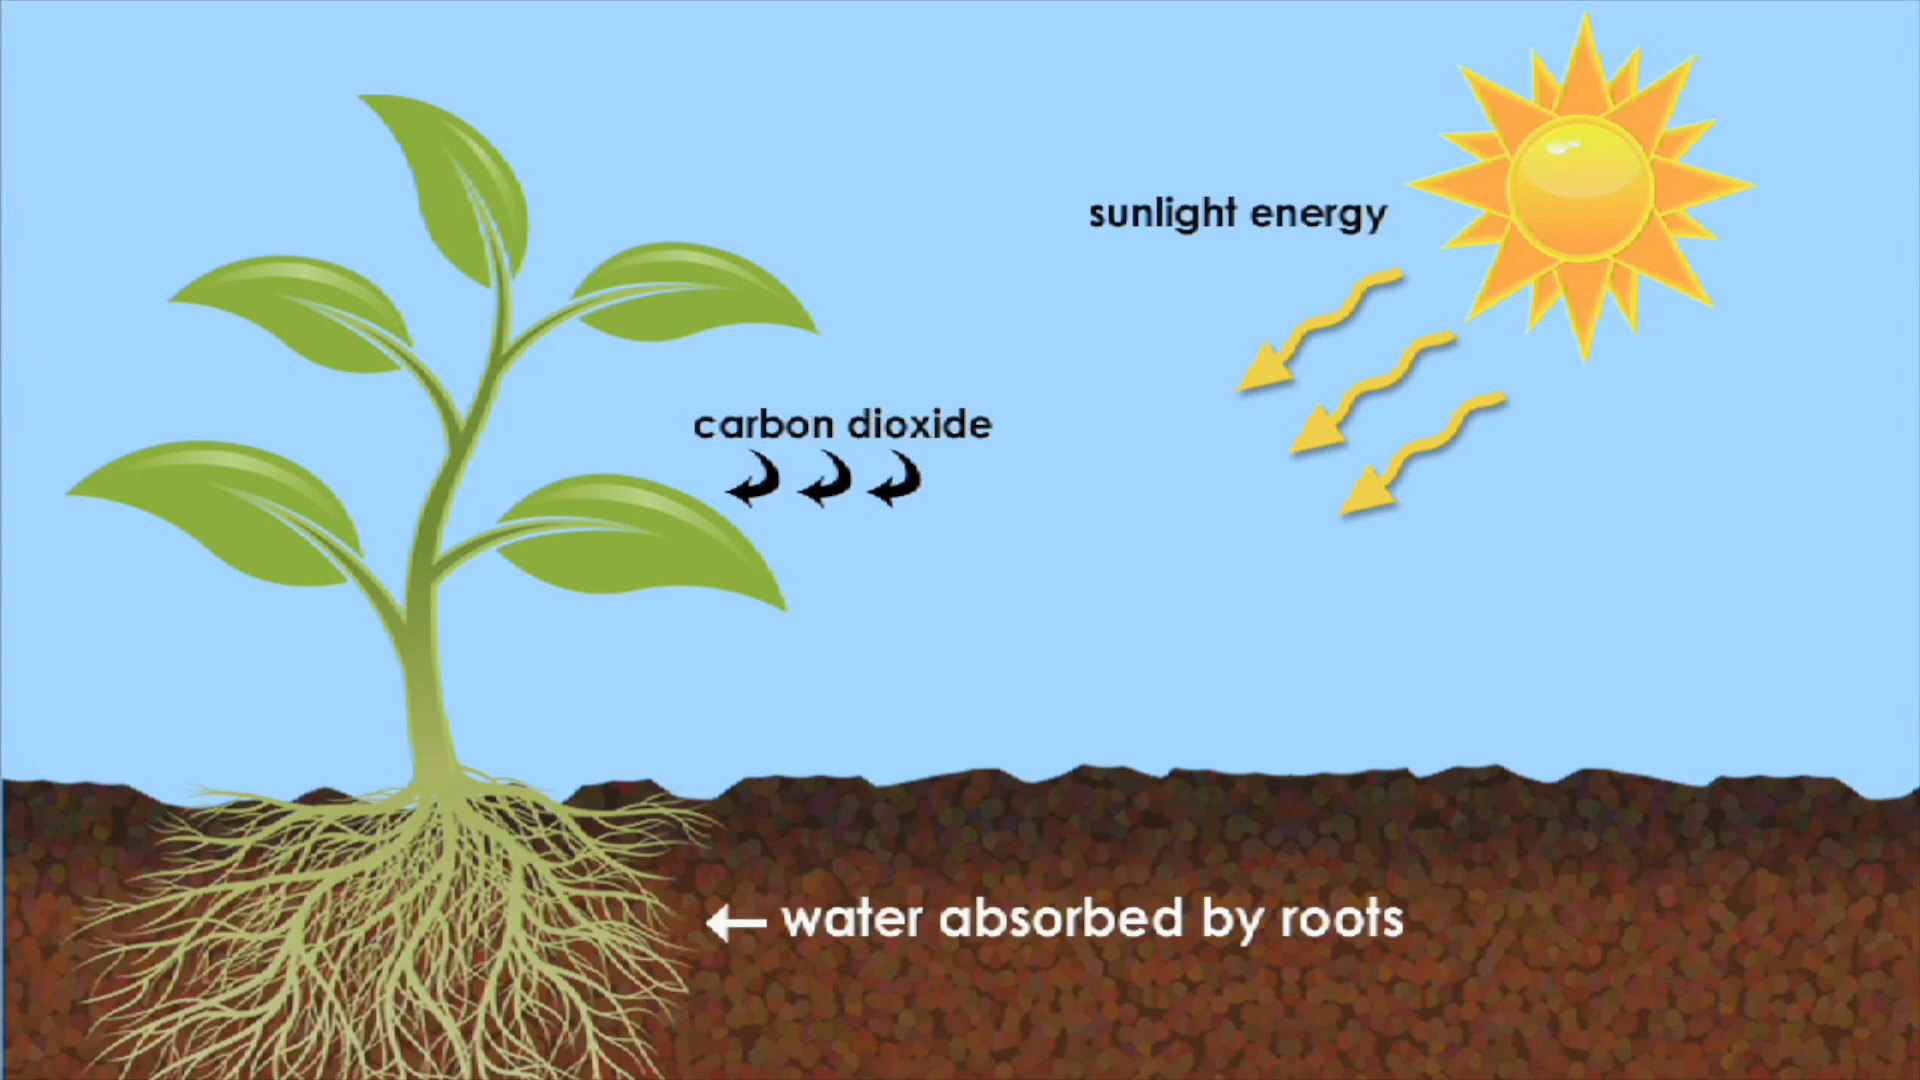 sunlight energy
carbon dioxide
water absorbed by roots